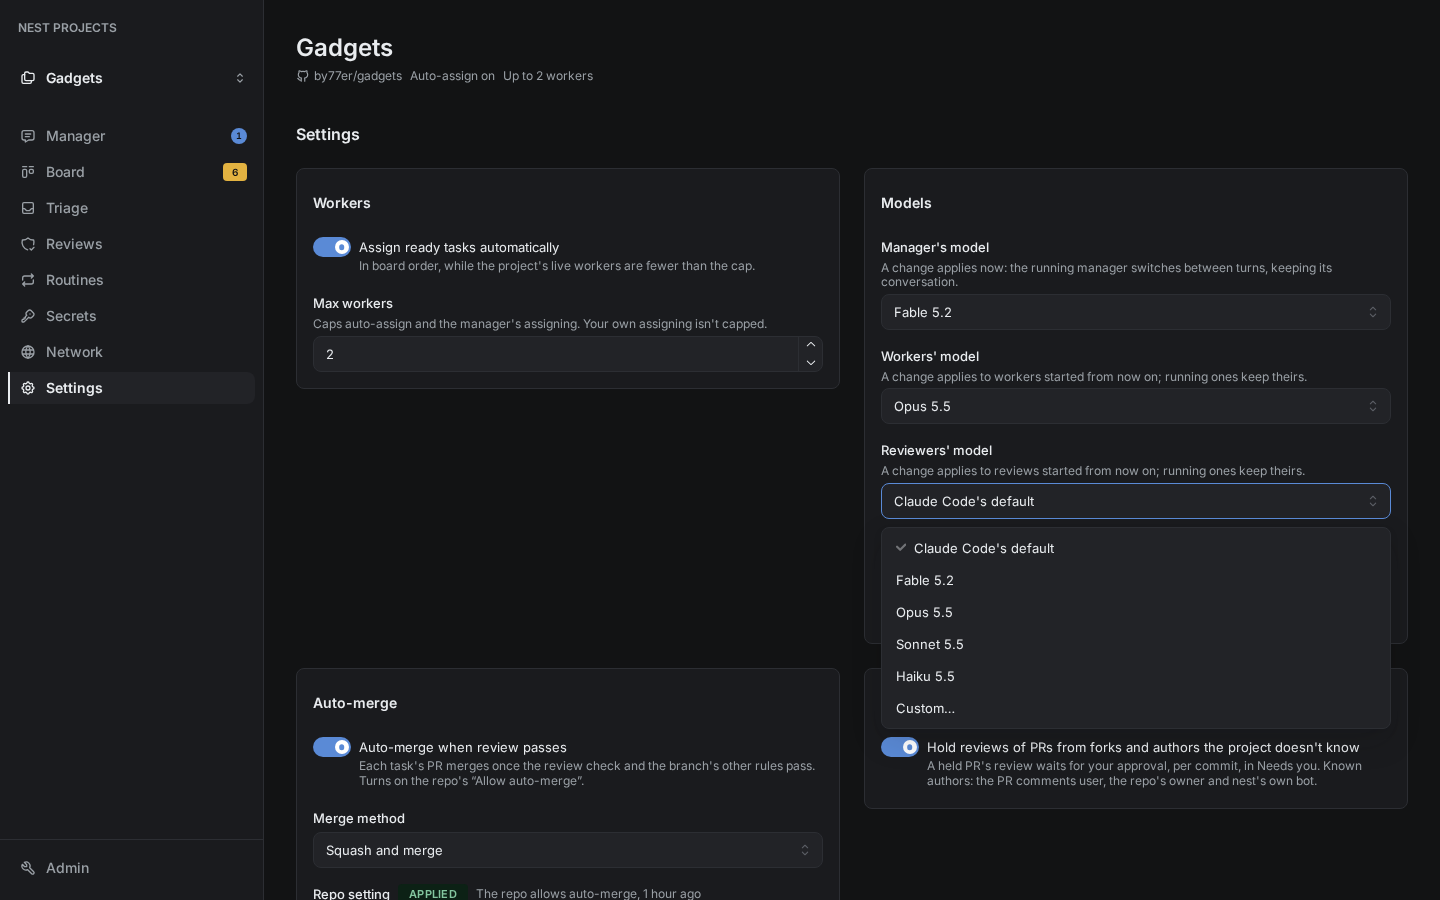 NEST PROJECTS
Gadgets
Manager
1
Board
6
Triage
Reviews
Routines
Secrets
Network
Settings
Admin
Gadgets
by77er/gadgets Auto-assign on Up to 2 workers
Settings
Workers
Assign ready tasks automatically
In board order, while the project's live workers are fewer than the cap.
Max workers
Caps auto-assign and the manager's assigning. Your own assigning isn't capped.
2
Models
Manager's model
A change applies now: the running manager switches between turns, keeping its
conversation.
Fable 5.2
Workers' model
A change applies to workers started from now on; running ones keep theirs.
Opus 5.5
Reviewers' model
A change applies to reviews started from now on; running ones keep theirs.
Claude Code's default
Claude Code's default
Fable 5.2
Opus 5.5
Sonnet 5.5
Haiku 5.5
Custom...
Auto-merge
Auto-merge when review passes
Each task's PR merges once the review check and the branch's other rules pass.
Turns on the repo's “Allow auto-merge”.
Merge method
Squash and merge
Repo setting APPLIED The repo allows auto-merge, 1 hour ago
Hold reviews of PRs from forks and authors the project doesn't know
A held PR's review waits for your approval, per commit, in Needs you. Known
authors: the PR comments user, the repo's owner and nest's own bot.